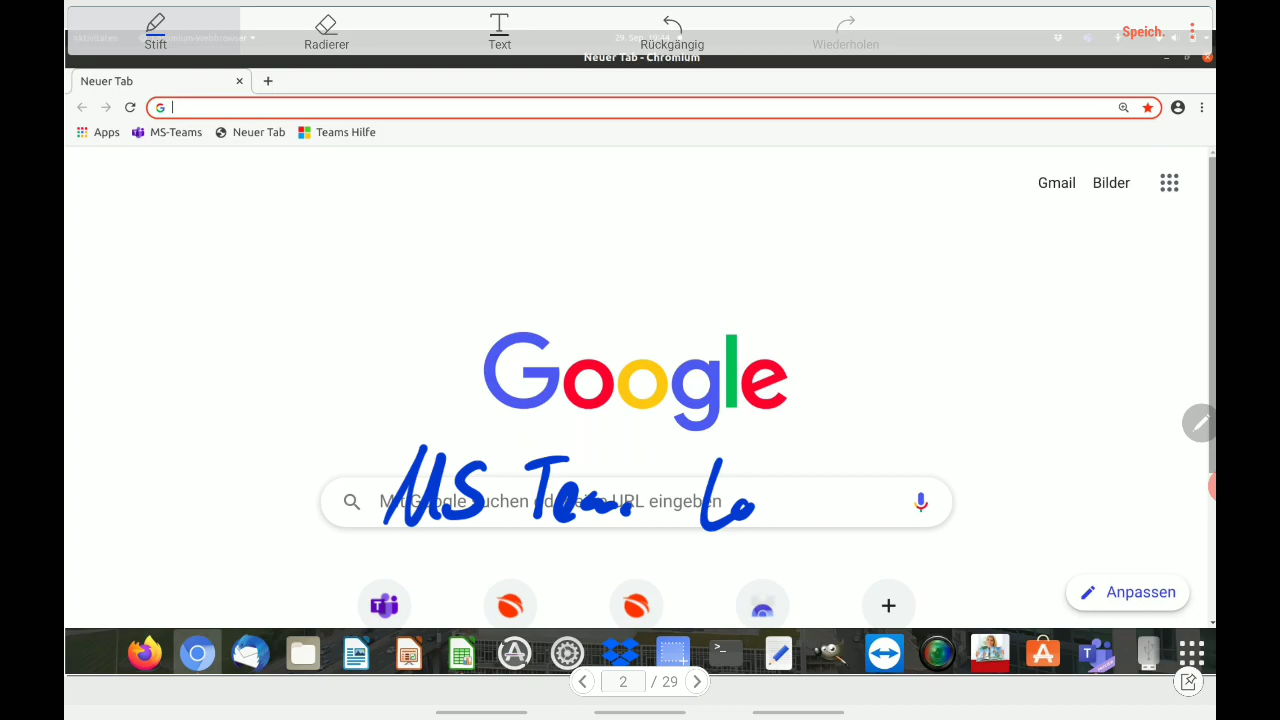 Stift Radierer Text Rückgängig Wiederholen Speich.
Neuer Tab - Chromium
Neuer Tab
Apps MS-Teams Neuer Tab Teams Hilfe
Gmail Bilder
Google
MS Team. Lo
Mit Google suchen oder eine URL eingeben
Anpassen
2 / 29